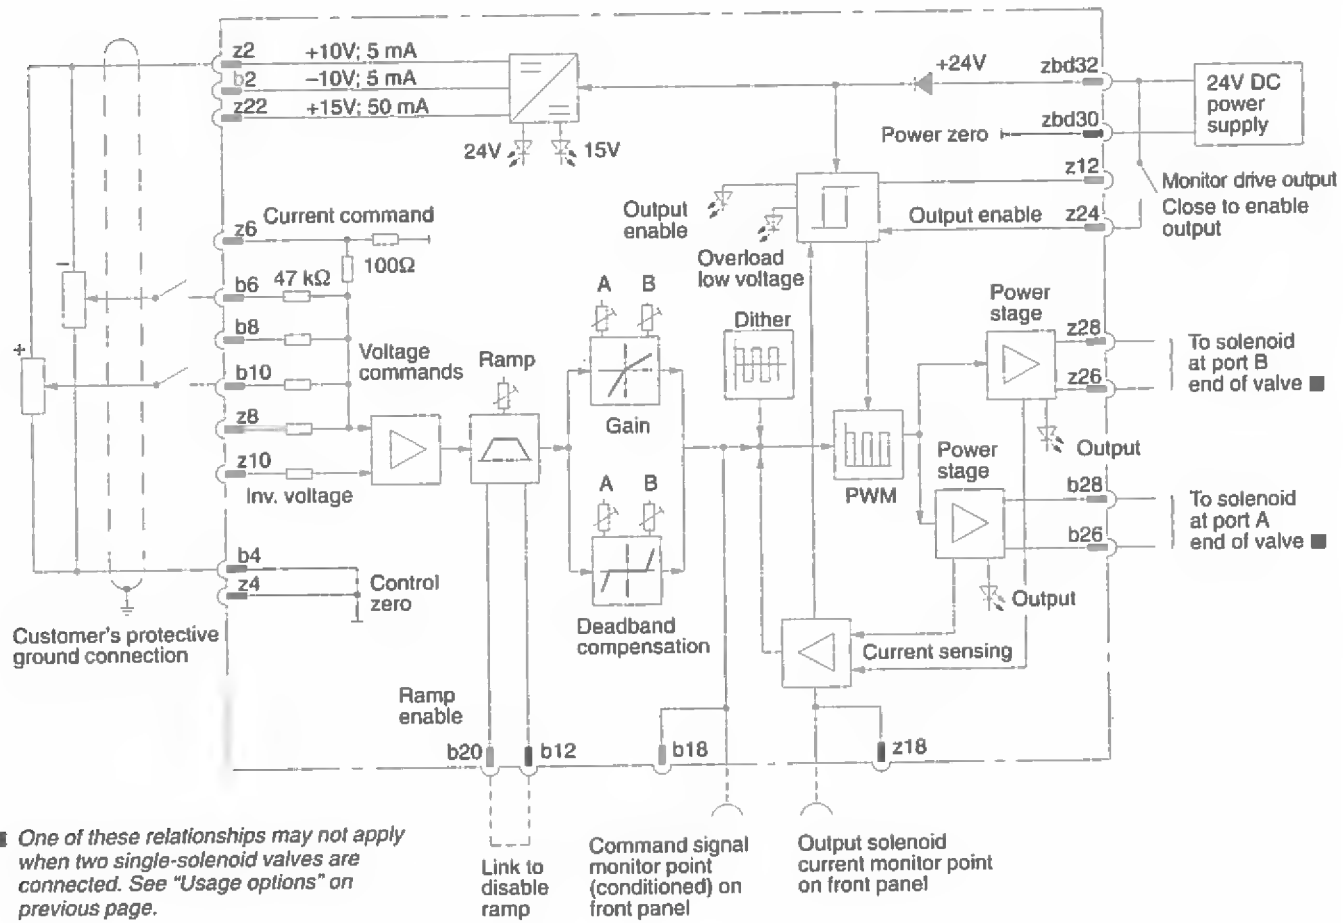 z2
+10V; 5 mA
b2
–10V; 5 mA
z22
+15V; 50 mA
24V
15V
+24V
zbd32
24V DC
power
supply
zbd30
Power zero
z12
Monitor drive output
Output
enable
Output enable
z24
Close to enable
output
Overload
low voltage
z6
Current command
100Ω
–
b6
47 kΩ
b8
Voltage
commands
+
b10
z8
z10
Inv. voltage
Ramp
A
B
Gain
Dither
A
B
Deadband
compensation
PWM
Power
stage
z28
z26
To solenoid
at port B
end of valve ■
Output
Power
stage
b28
b26
To solenoid
at port A
end of valve ■
Output
Current sensing
b4
z4
Control
zero
Customer's protective
ground connection
Ramp
enable
b20
b12
b18
z18
■ One of these relationships may not apply
when two single-solenoid valves are
connected. See "Usage options" on
previous page.
Link to
disable
ramp
Command signal
monitor point
(conditioned) on
front panel
Output solenoid
current monitor point
on front panel